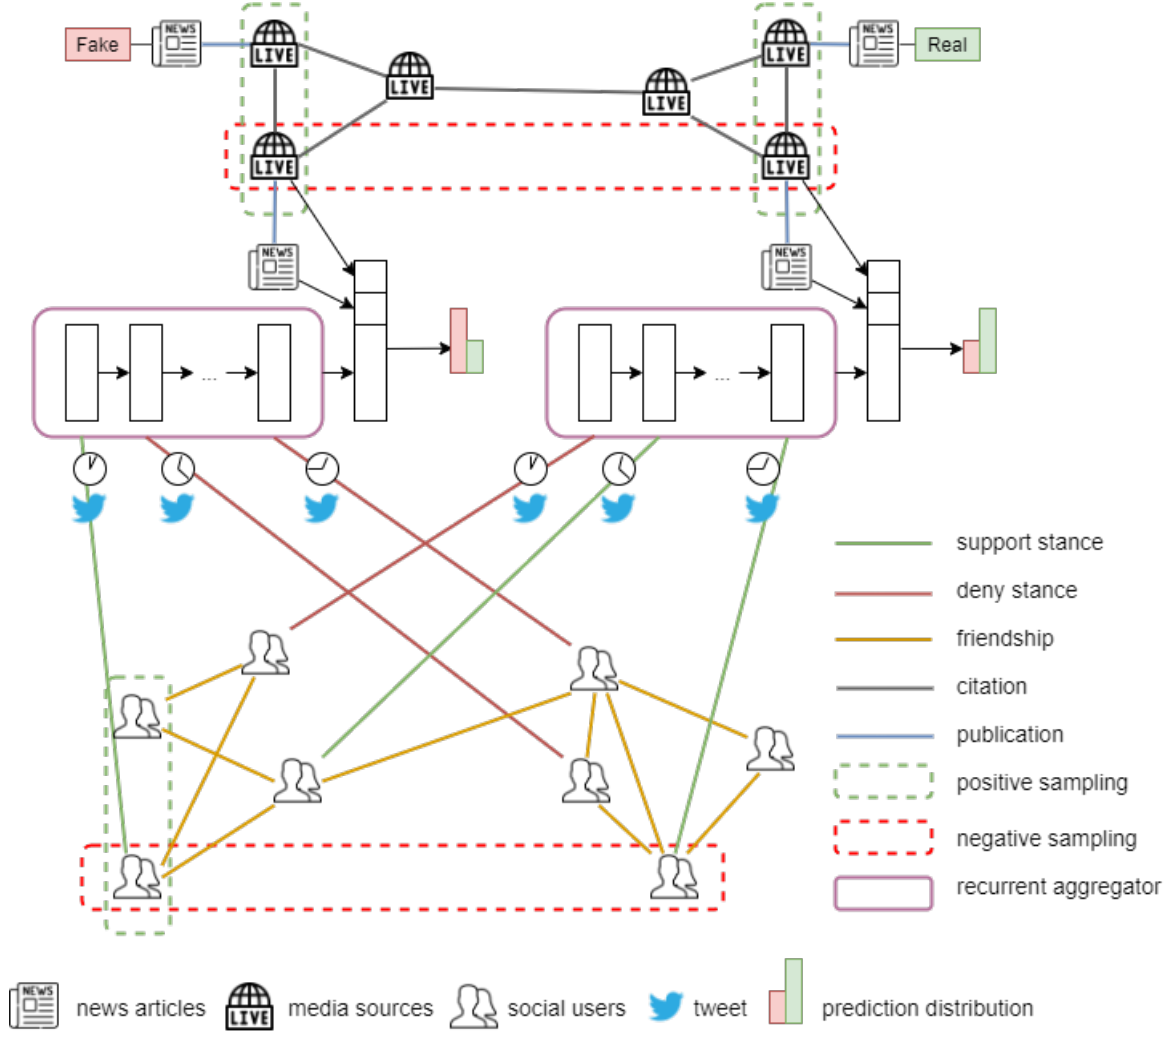 NEWS
NEWS
Fake
LIVE
LIVE
Real
LIVE
LIVE
LIVE
LIVE
NEWS
NEWS
...
...
support stance
deny stance
friendship
citation
publication
positive sampling
negative sampling
recurrent aggregator
NEWS
news articles
LIVE
media sources
social users
tweet
prediction distribution